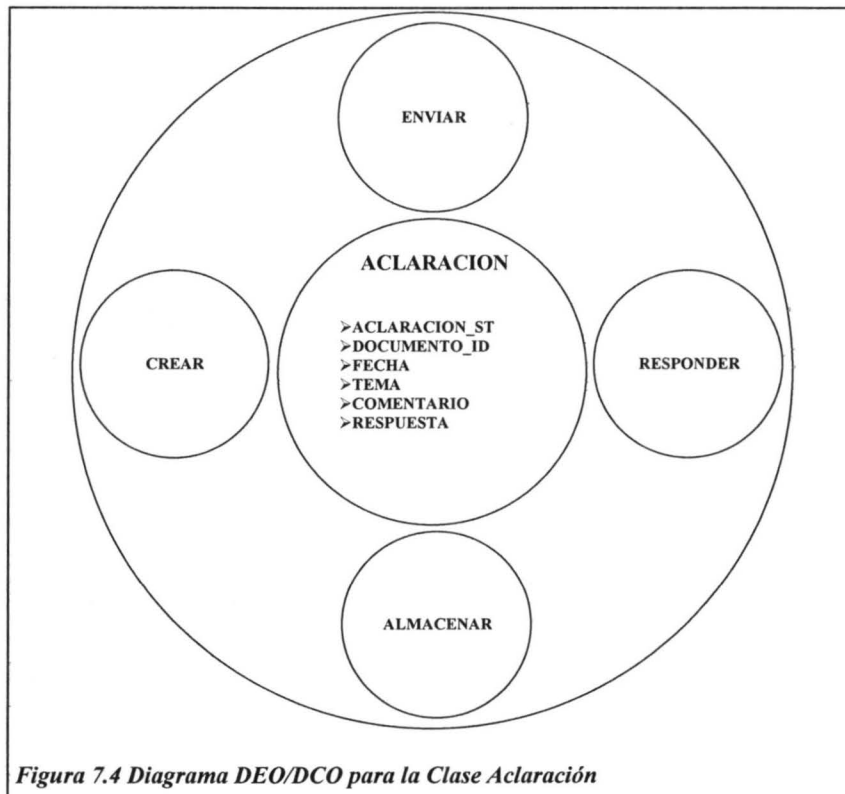 ENVIAR
ACLARACION
➢ACLARACION_ST
➢DOCUMENTO_ID
➢FECHA
➢TEMA
➢COMENTARIO
➢RESPUESTA
CREAR
RESPONDER
ALMACENAR
Figura 7.4 Diagrama DEO/DCO para la Clase Aclaración